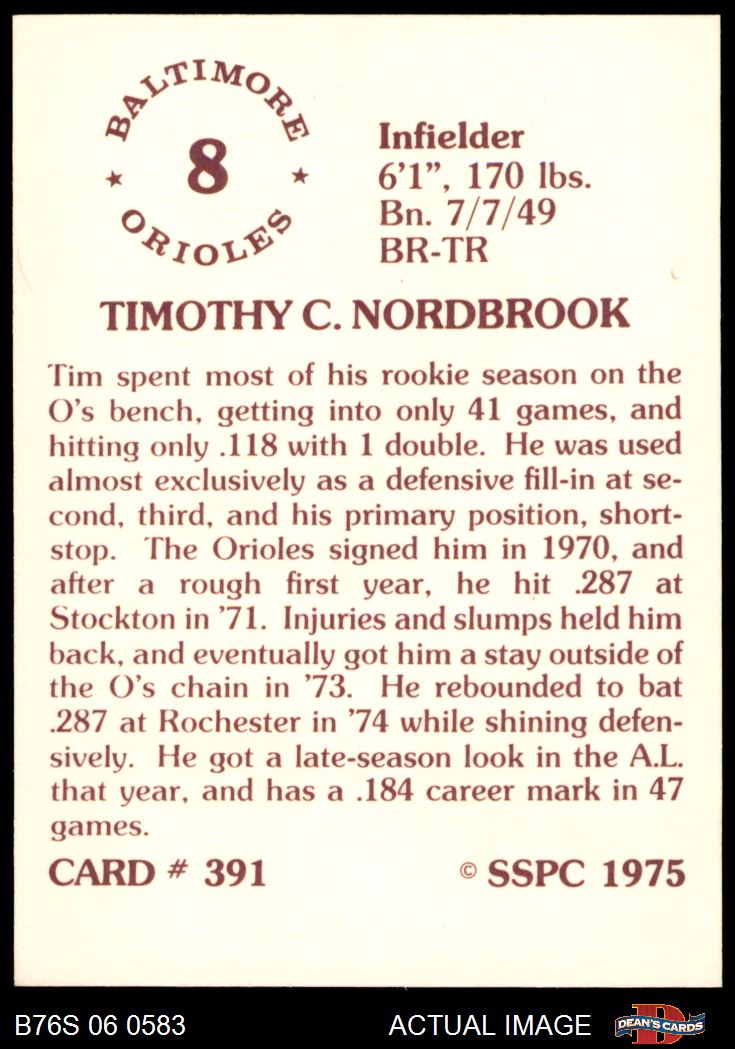 BALTIMORE
8
★ ★
ORIOLES
Infielder
6'1”, 170 lbs.
Bn. 7/7/49
BR-TR
TIMOTHY C. NORDBROOK
Tim spent most of his rookie season on the
O's bench, getting into only 41 games, and
hitting only .118 with 1 double. He was used
almost exclusively as a defensive fill-in at se-
cond, third, and his primary position, short-
stop. The Orioles signed him in 1970, and
after a rough first year, he hit .287 at
Stockton in '71. Injuries and slumps held him
back, and eventually got him a stay outside of
the O's chain in '73. He rebounded to bat
.287 at Rochester in '74 while shining defen-
sively. He got a late-season look in the A.L.
that year, and has a .184 career mark in 47
games.
CARD # 391 © SSPC 1975
B76S 06 0583 ACTUAL IMAGE D DEAN'S CARDS